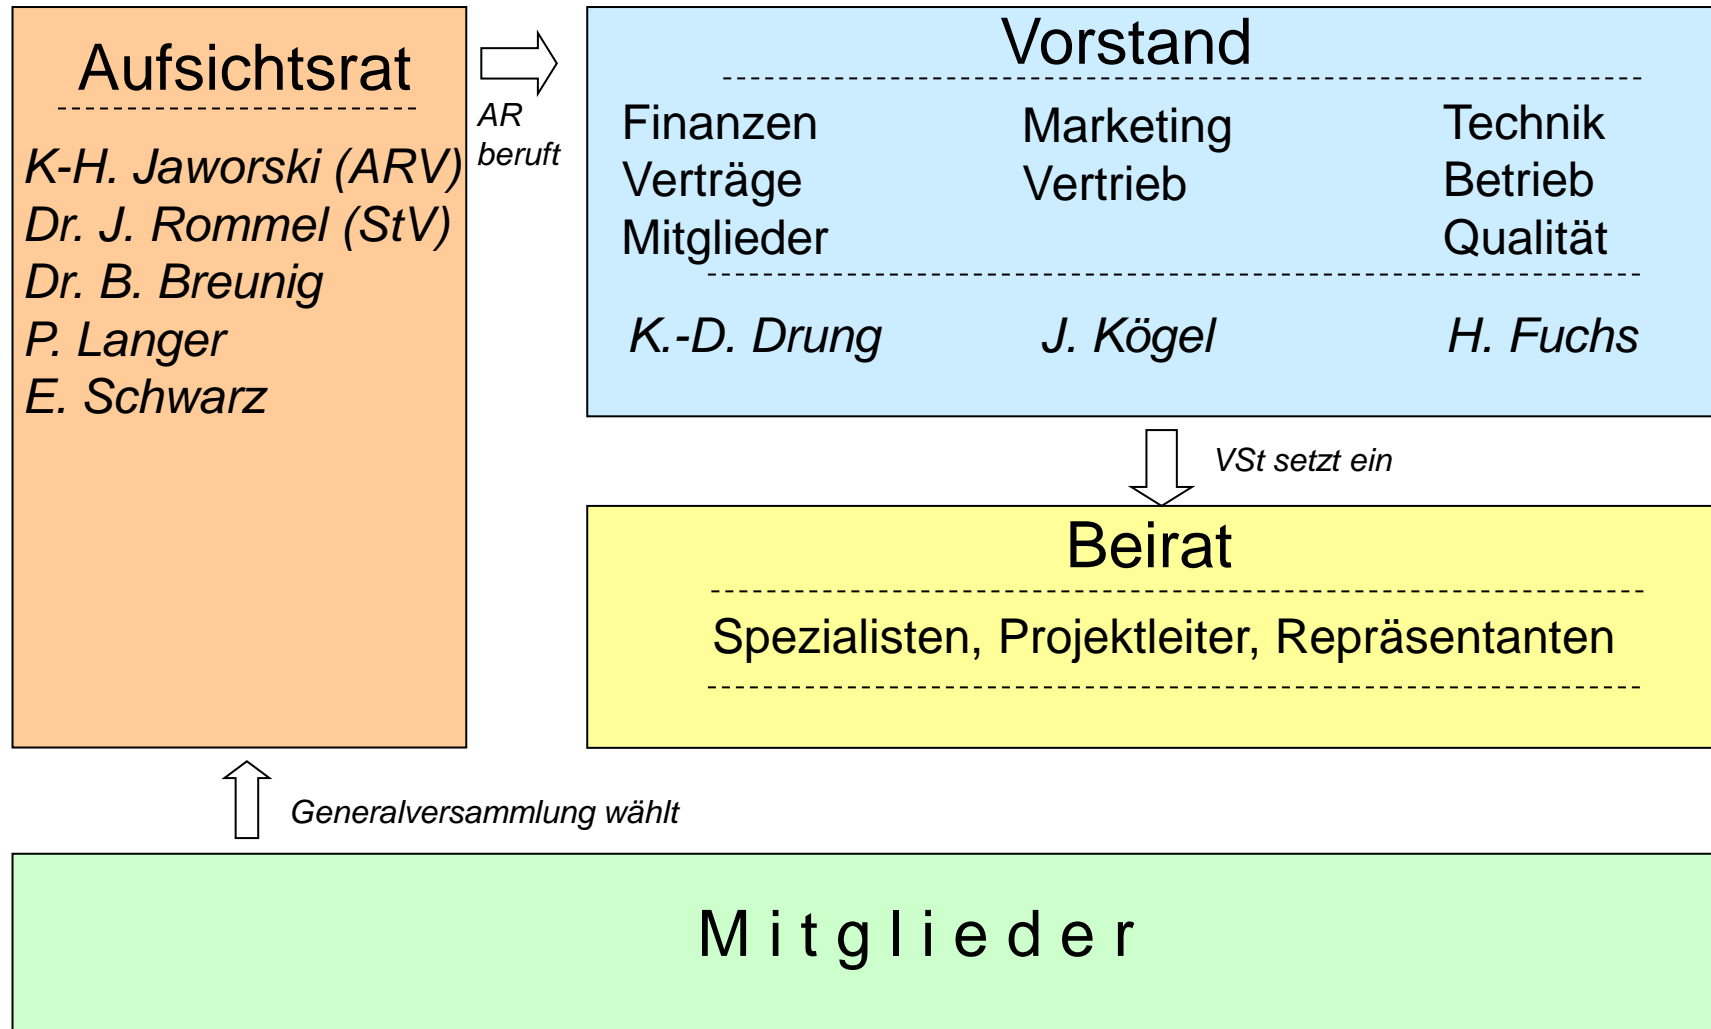 Aufsichtsrat
K-H. Jaworski (ARV)
Dr. J. Rommel (StV)
Dr. B. Breunig
P. Langer
E. Schwarz
AR
beruft
Vorstand
Finanzen
Verträge
Mitglieder
Marketing
Vertrieb
Technik
Betrieb
Qualität
K.-D. Drung
J. Kögel
H. Fuchs
VSt setzt ein
Beirat
Spezialisten, Projektleiter, Repräsentanten
Generalversammlung wählt
M i t g l i e d e r